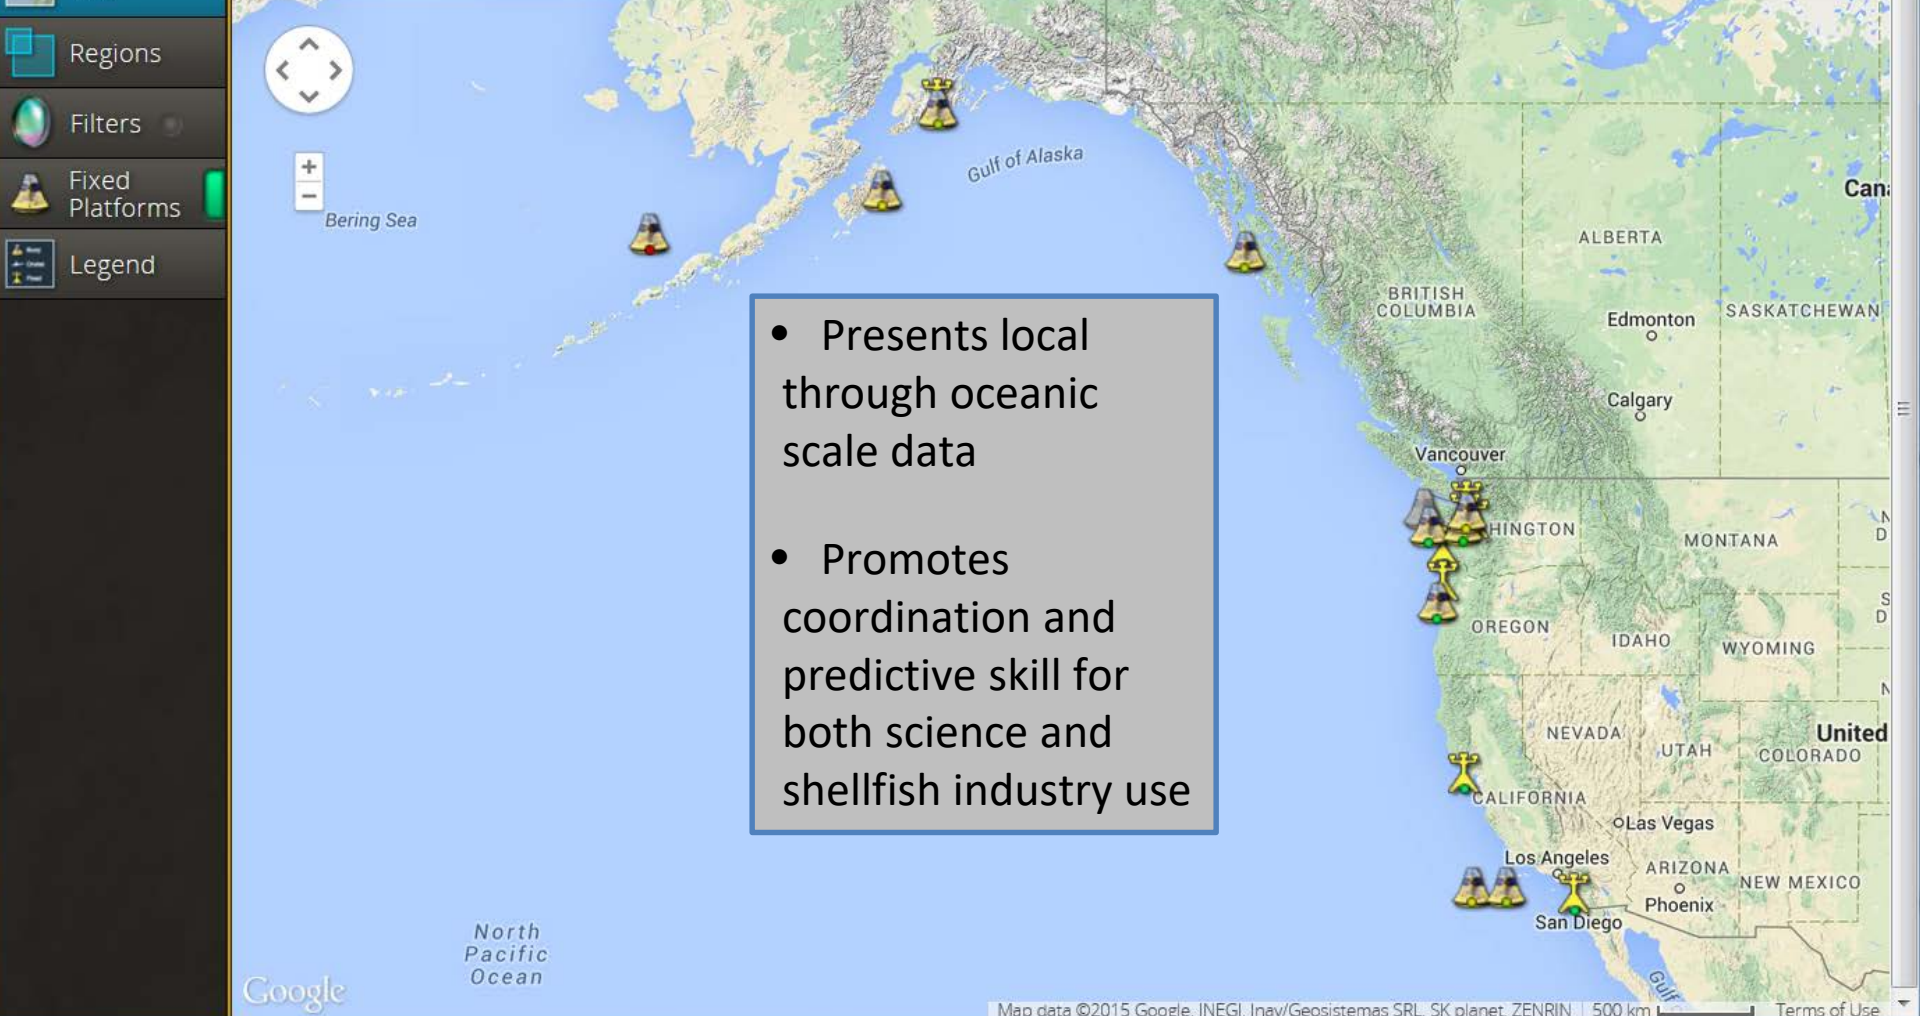 Regions
Filters
Fixed
Platforms
Legend
+
−
Bering Sea
Gulf of Alaska
ALBERTA
BRITISH
COLUMBIA
Edmonton
SASKATCHEWAN
Calgary
Vancouver
MONTANA
OREGON
IDAHO
WYOMING
NEVADA
UTAH
COLORADO
United
CALIFORNIA
Las Vegas
Los Angeles
ARIZONA
NEW MEXICO
Phoenix
San Diego
• Presents local
through oceanic
scale data
• Promotes
coordination and
predictive skill for
both science and
shellfish industry use
North
Pacific
Ocean
Google
Map data ©2015 Google, INEGI, Inav/Geosistemas SRL, SK planet, ZENRIN
500 km
Terms of Use